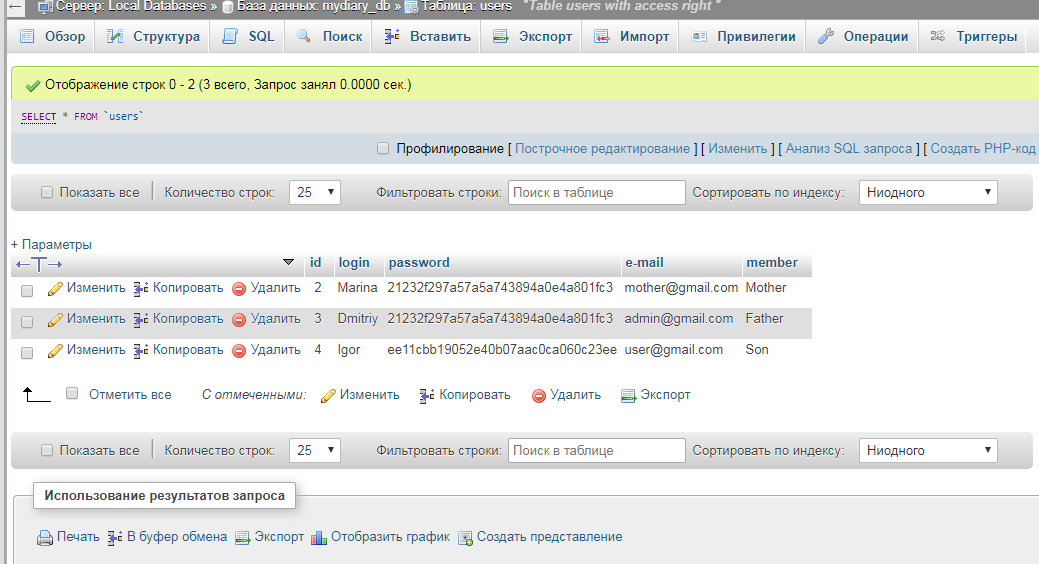 Сервер: Local Databases » База данных: mydiary_db » Таблица: users "Table users with access right "
Обзор Структура SQL Поиск Вставить Экспорт Импорт Привилегии Операции Триггеры
Отображение строк 0 - 2 (3 всего, Запрос занял 0.0000 сек.)
SELECT * FROM `users`
Профилирование [ Построчное редактирование ] [ Изменить ] [ Анализ SQL запроса ] [ Создать PHP-код
Показать все Количество строк: 25 Фильтровать строки: Поиск в таблице Сортировать по индексу: Ниодного
+ Параметры
id login password e-mail member
Изменить Копировать Удалить 2 Marina 21232f297a57a5a743894a0e4a801fc3 mother@gmail.com Mother
Изменить Копировать Удалить 3 Dmitriy 21232f297a57a5a743894a0e4a801fc3 admin@gmail.com Father
Изменить Копировать Удалить 4 Igor ee11cbb19052e40b07aac0ca060c23ee user@gmail.com Son
Отметить все С отмеченными: Изменить Копировать Удалить Экспорт
Показать все Количество строк: 25 Фильтровать строки: Поиск в таблице Сортировать по индексу: Ниодного
Использование результатов запроса
Печать В буфер обмена Экспорт Отобразить график Создать представление